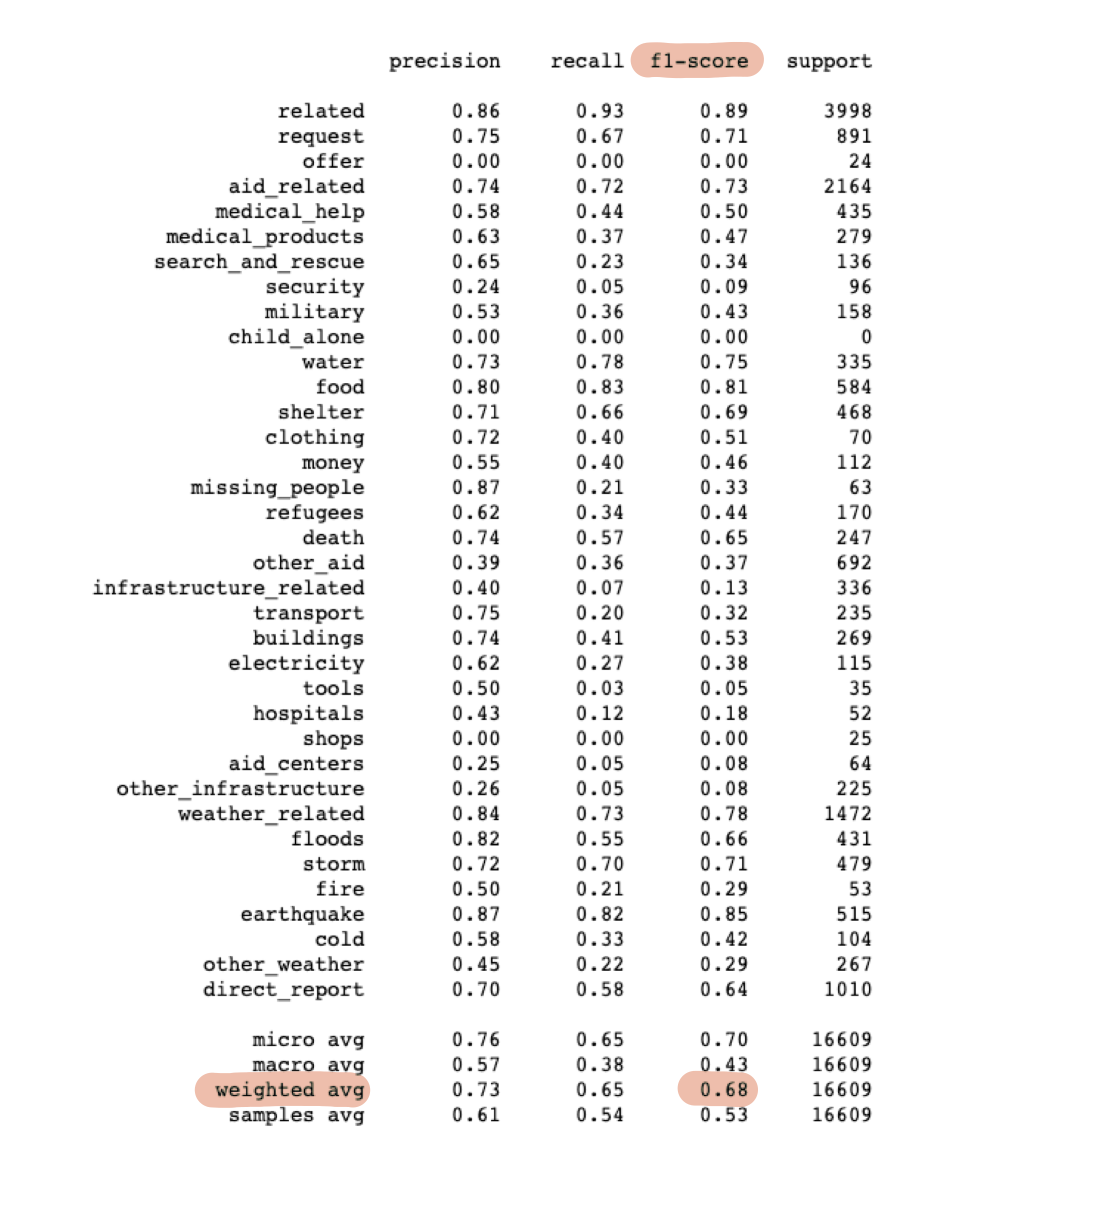 precision recall f1-score support
related 0.86 0.93 0.89 3998
request 0.75 0.67 0.71 891
offer 0.00 0.00 0.00 24
aid_related 0.74 0.72 0.73 2164
medical_help 0.58 0.44 0.50 435
medical_products 0.63 0.37 0.47 279
search_and_rescue 0.65 0.23 0.34 136
security 0.24 0.05 0.09 96
military 0.53 0.36 0.43 158
child_alone 0.00 0.00 0.00 0
water 0.73 0.78 0.75 335
food 0.80 0.83 0.81 584
shelter 0.71 0.66 0.69 468
clothing 0.72 0.40 0.51 70
money 0.55 0.40 0.46 112
missing_people 0.87 0.21 0.33 63
refugees 0.62 0.34 0.44 170
death 0.74 0.57 0.65 247
other_aid 0.39 0.36 0.37 692
infrastructure_related 0.40 0.07 0.13 336
transport 0.75 0.20 0.32 235
buildings 0.74 0.41 0.53 269
electricity 0.62 0.27 0.38 115
tools 0.50 0.03 0.05 35
hospitals 0.43 0.12 0.18 52
shops 0.00 0.00 0.00 25
aid_centers 0.25 0.05 0.08 64
other_infrastructure 0.26 0.05 0.08 225
weather_related 0.84 0.73 0.78 1472
floods 0.82 0.55 0.66 431
storm 0.72 0.70 0.71 479
fire 0.50 0.21 0.29 53
earthquake 0.87 0.82 0.85 515
cold 0.58 0.33 0.42 104
other_weather 0.45 0.22 0.29 267
direct_report 0.70 0.58 0.64 1010
micro avg 0.76 0.65 0.70 16609
macro avg 0.57 0.38 0.43 16609
weighted avg 0.73 0.65 0.68 16609
samples avg 0.61 0.54 0.53 16609